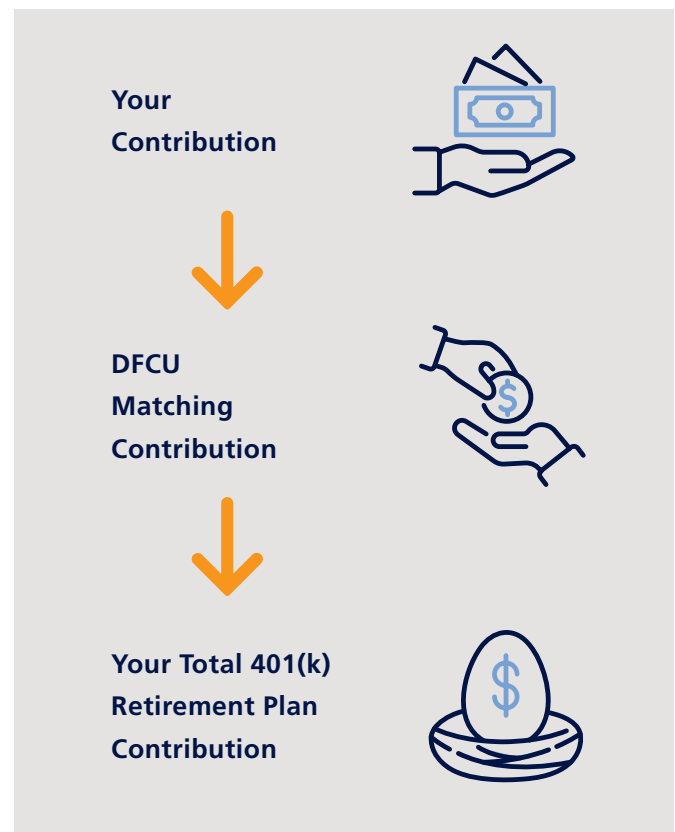 Your
Contribution
DFCU
Matching
Contribution
Your Total 401(k)
Retirement Plan
Contribution